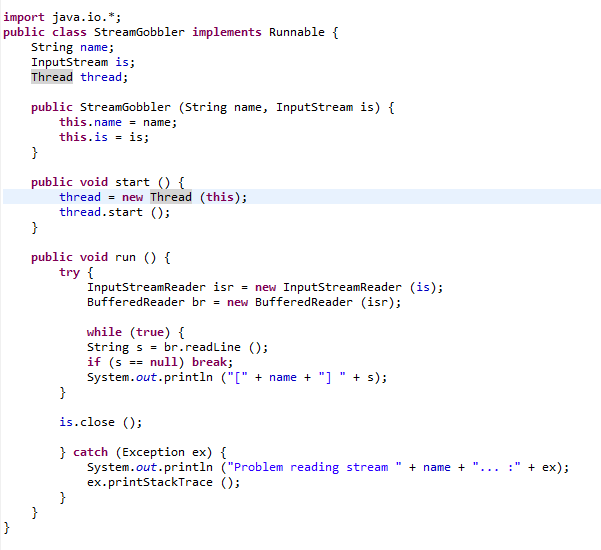 import java.io.*;
public class StreamGobbler implements Runnable {
    String name;
    InputStream is;
    Thread thread;

    public StreamGobbler (String name, InputStream is) {
        this.name = name;
        this.is = is;
    }

    public void start () {
        thread = new Thread (this);
        thread.start ();
    }

    public void run () {
        try {
            InputStreamReader isr = new InputStreamReader (is);
            BufferedReader br = new BufferedReader (isr);

            while (true) {
            String s = br.readLine ();
            if (s == null) break;
            System.out.println ("[" + name + "] " + s);
        }

        is.close ();

        } catch (Exception ex) {
            System.out.println ("Problem reading stream " + name + "... :" + ex);
            ex.printStackTrace ();
        }
    }
}